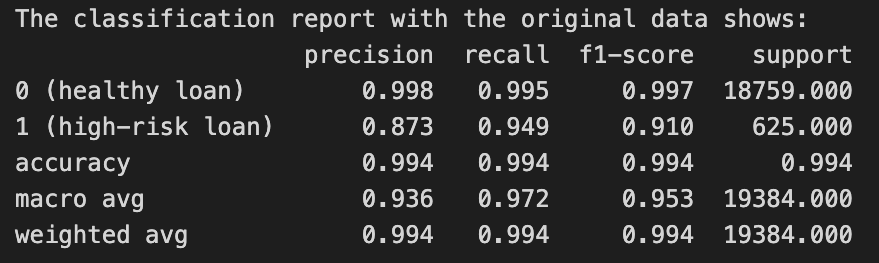 The classification report with the original data shows:
precision recall f1-score support
0 (healthy loan) 0.998 0.995 0.997 18759.000
1 (high-risk loan) 0.873 0.949 0.910 625.000
accuracy 0.994 0.994 0.994 0.994
macro avg 0.936 0.972 0.953 19384.000
weighted avg 0.994 0.994 0.994 19384.000